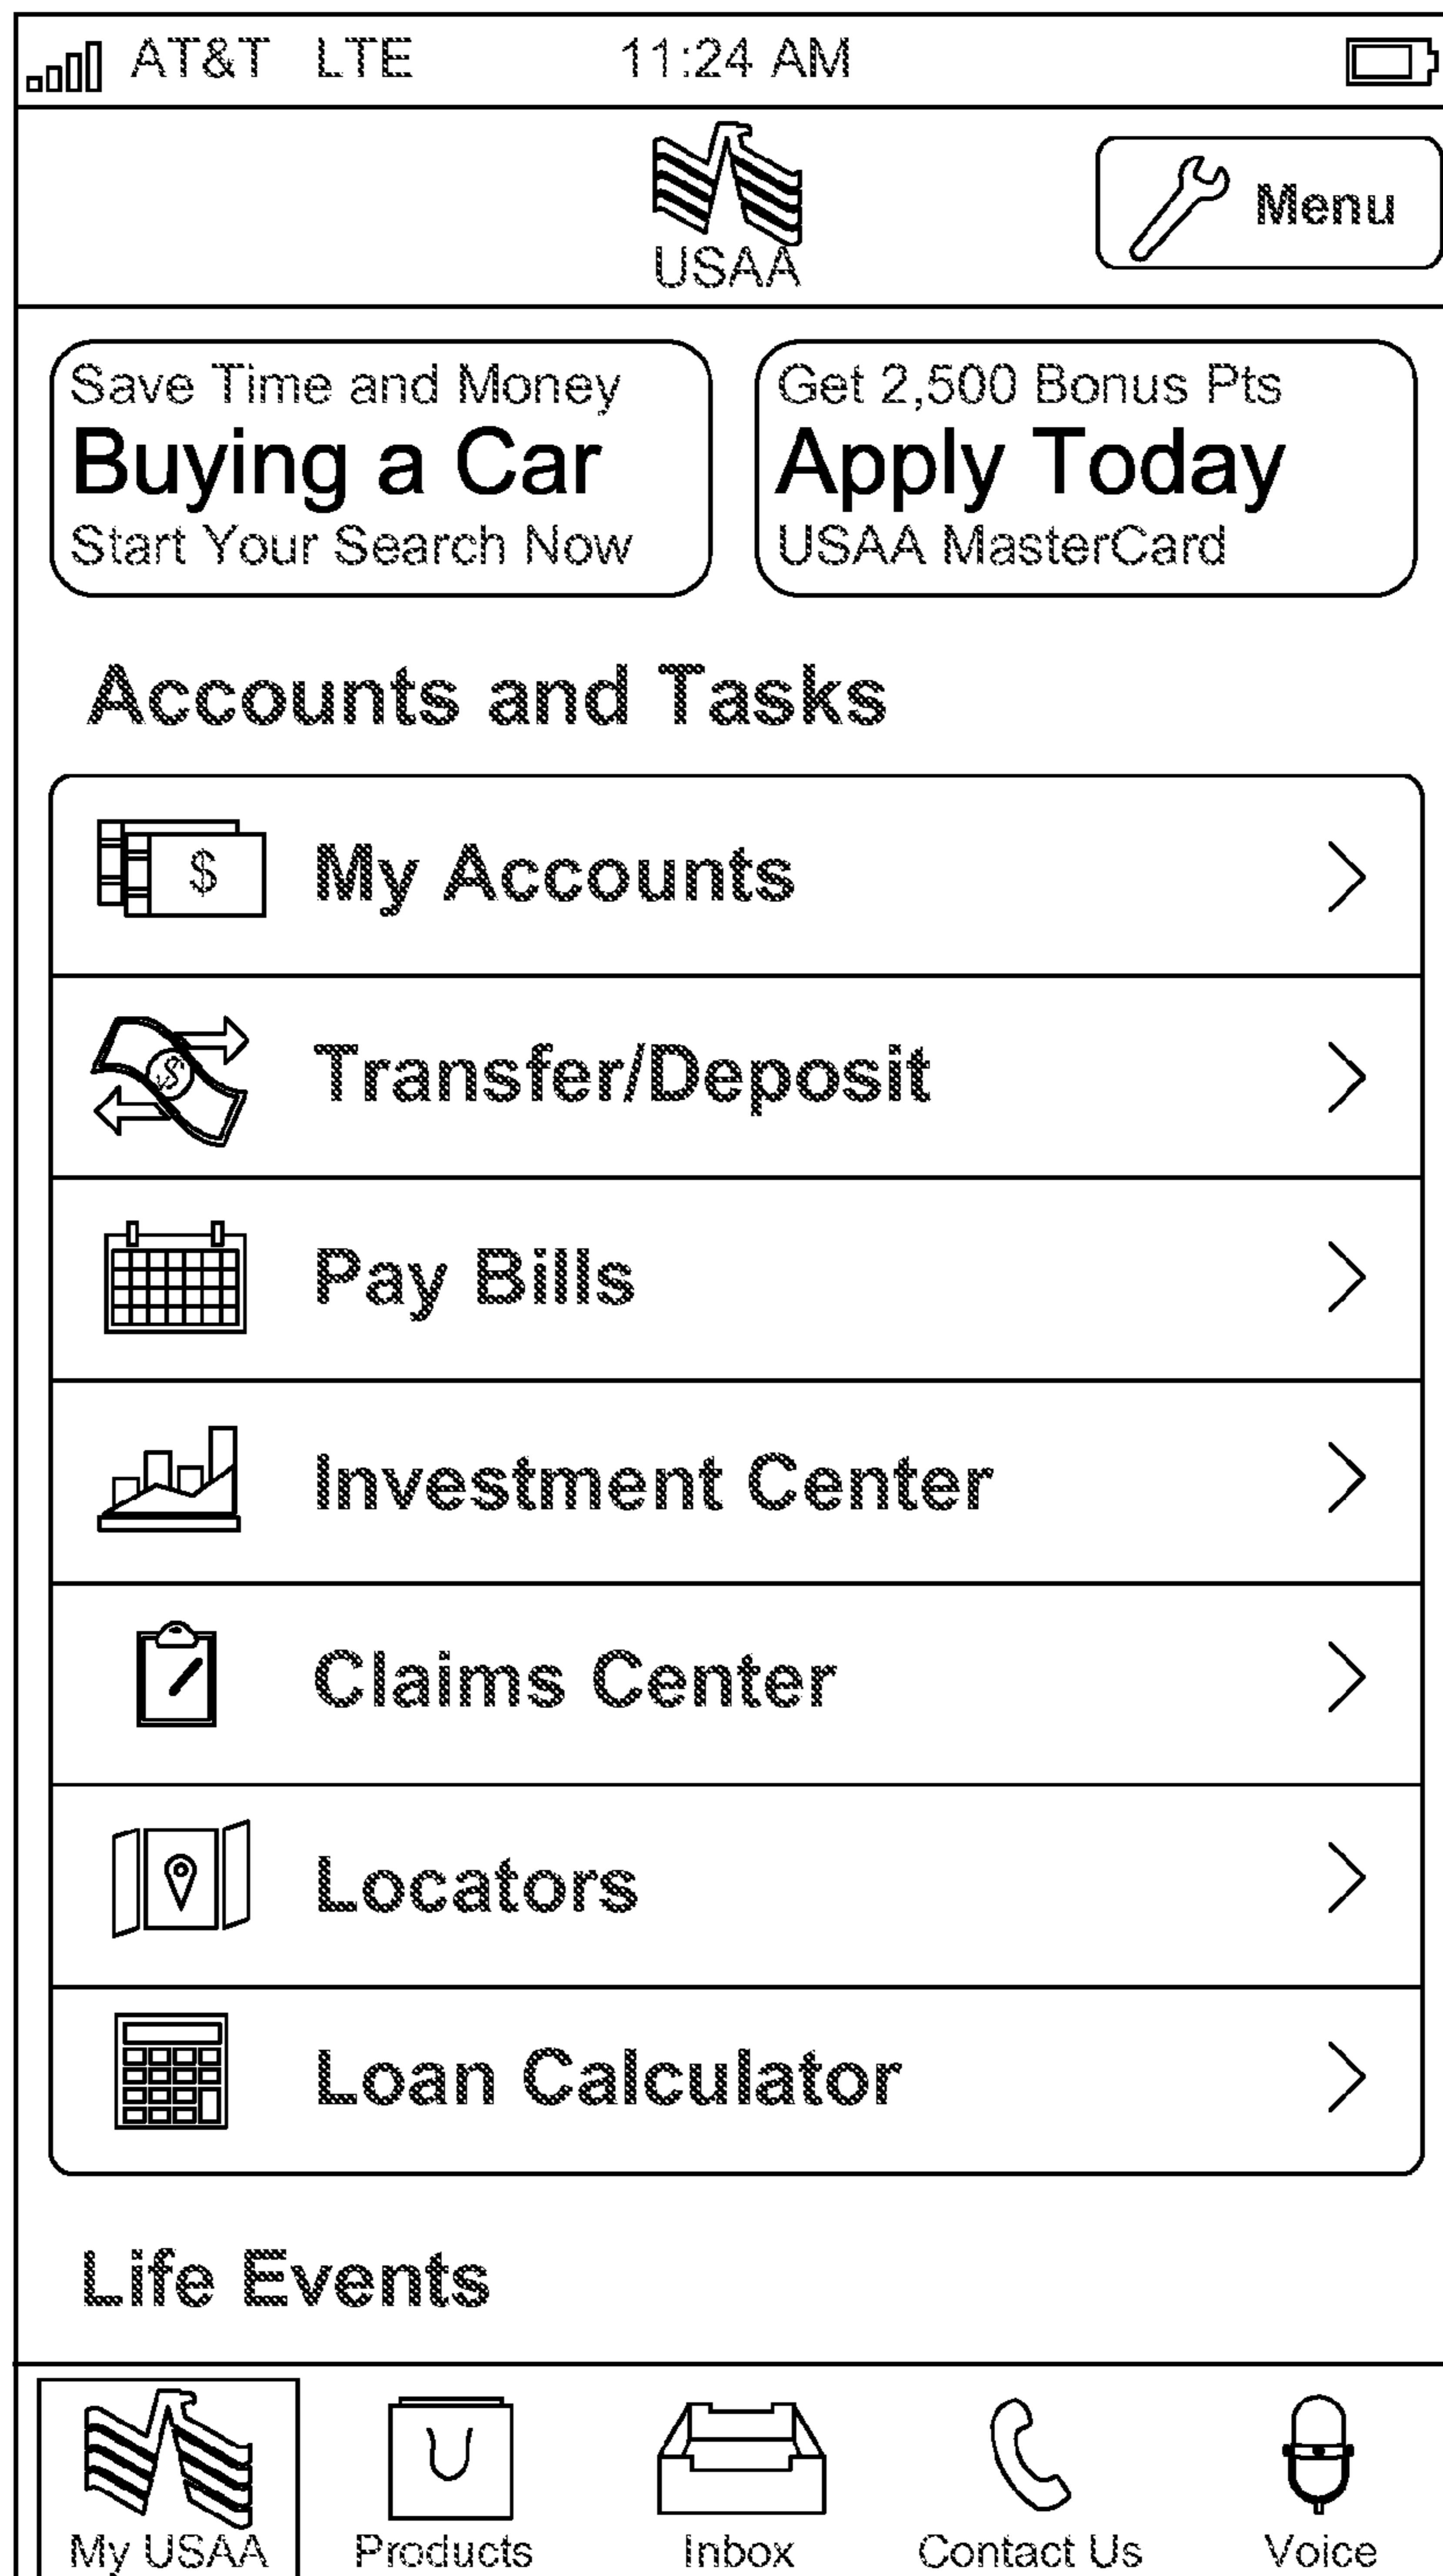 AT&T LTE 11:24 AM
USAA
Menu
Save Time and Money
Buying a Car
Start Your Search Now
Get 2,500 Bonus Pts
Apply Today
USAA MasterCard
Accounts and Tasks
$ My Accounts
$ Transfer/Deposit
Pay Bills
Investment Center
Claims Center
Locators
Loan Calculator
Life Events
My USAA Products Inbox Contact Us Voice